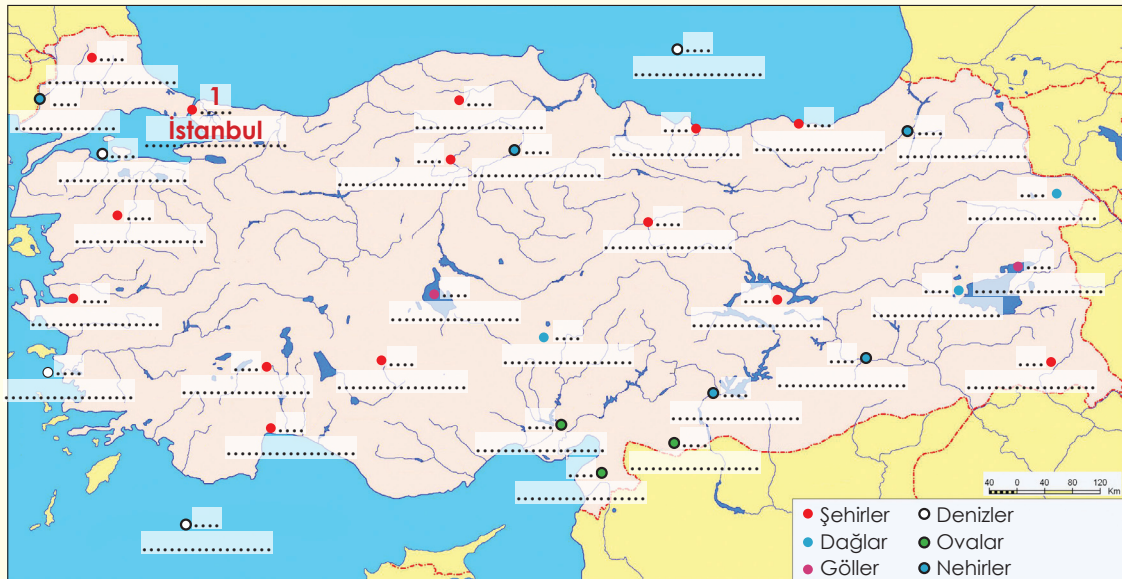 1
İstanbul
40 0 40 80 120
Km
Şehirler
Denizler
Dağlar
Ovalar
Göller
Nehirler